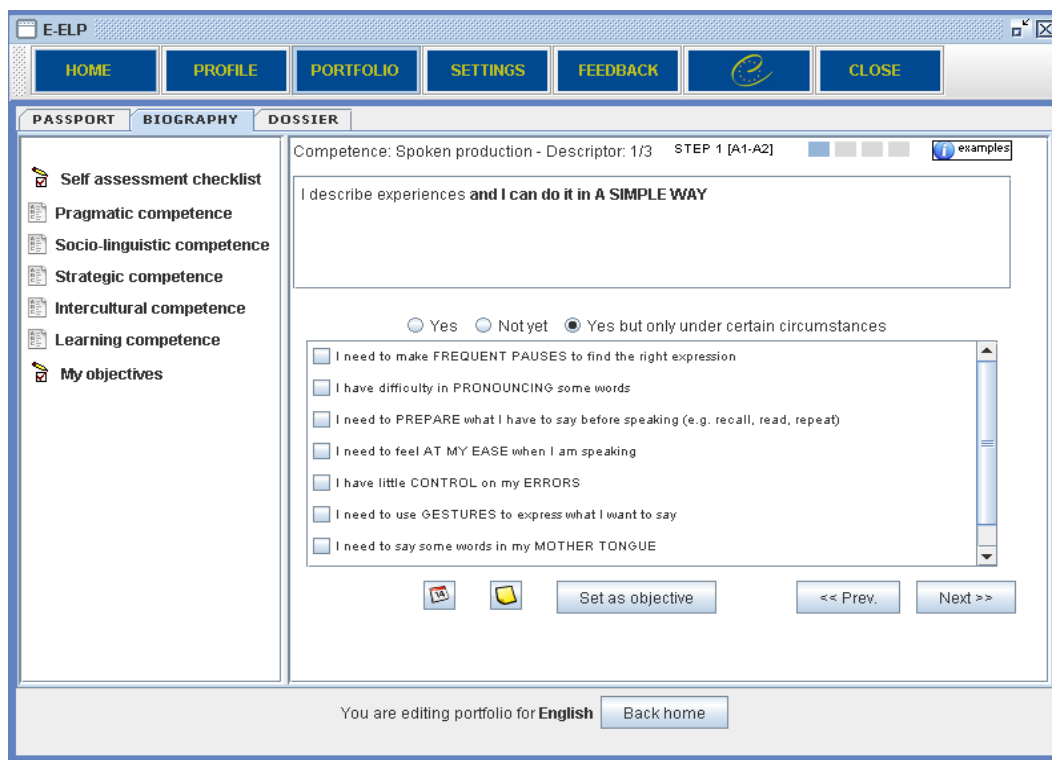 E-ELP
HOME PROFILE PORTFOLIO SETTINGS FEEDBACK CLOSE
PASSPORT BIOGRAPHY DOSSIER
Self assessment checklist
Pragmatic competence
Socio-linguistic competence
Strategic competence
Intercultural competence
Learning competence
My objectives
Competence: Spoken production - Descriptor: 1/3 STEP 1 [A1-A2] i examples
I describe experiences and I can do it in A SIMPLE WAY
Yes Not yet Yes but only under certain circumstances
I need to make FREQUENT PAUSES to find the right expression
I have difficulty in PRONOUNCING some words
I need to PREPARE what I have to say before speaking (e.g. recall, read, repeat)
I need to feel AT MY EASE when I am speaking
I have little CONTROL on my ERRORS
I need to use GESTURES to express what I want to say
I need to say some words in my MOTHER TONGUE
14 Set as objective << Prev. Next >>
You are editing portfolio for English Back home